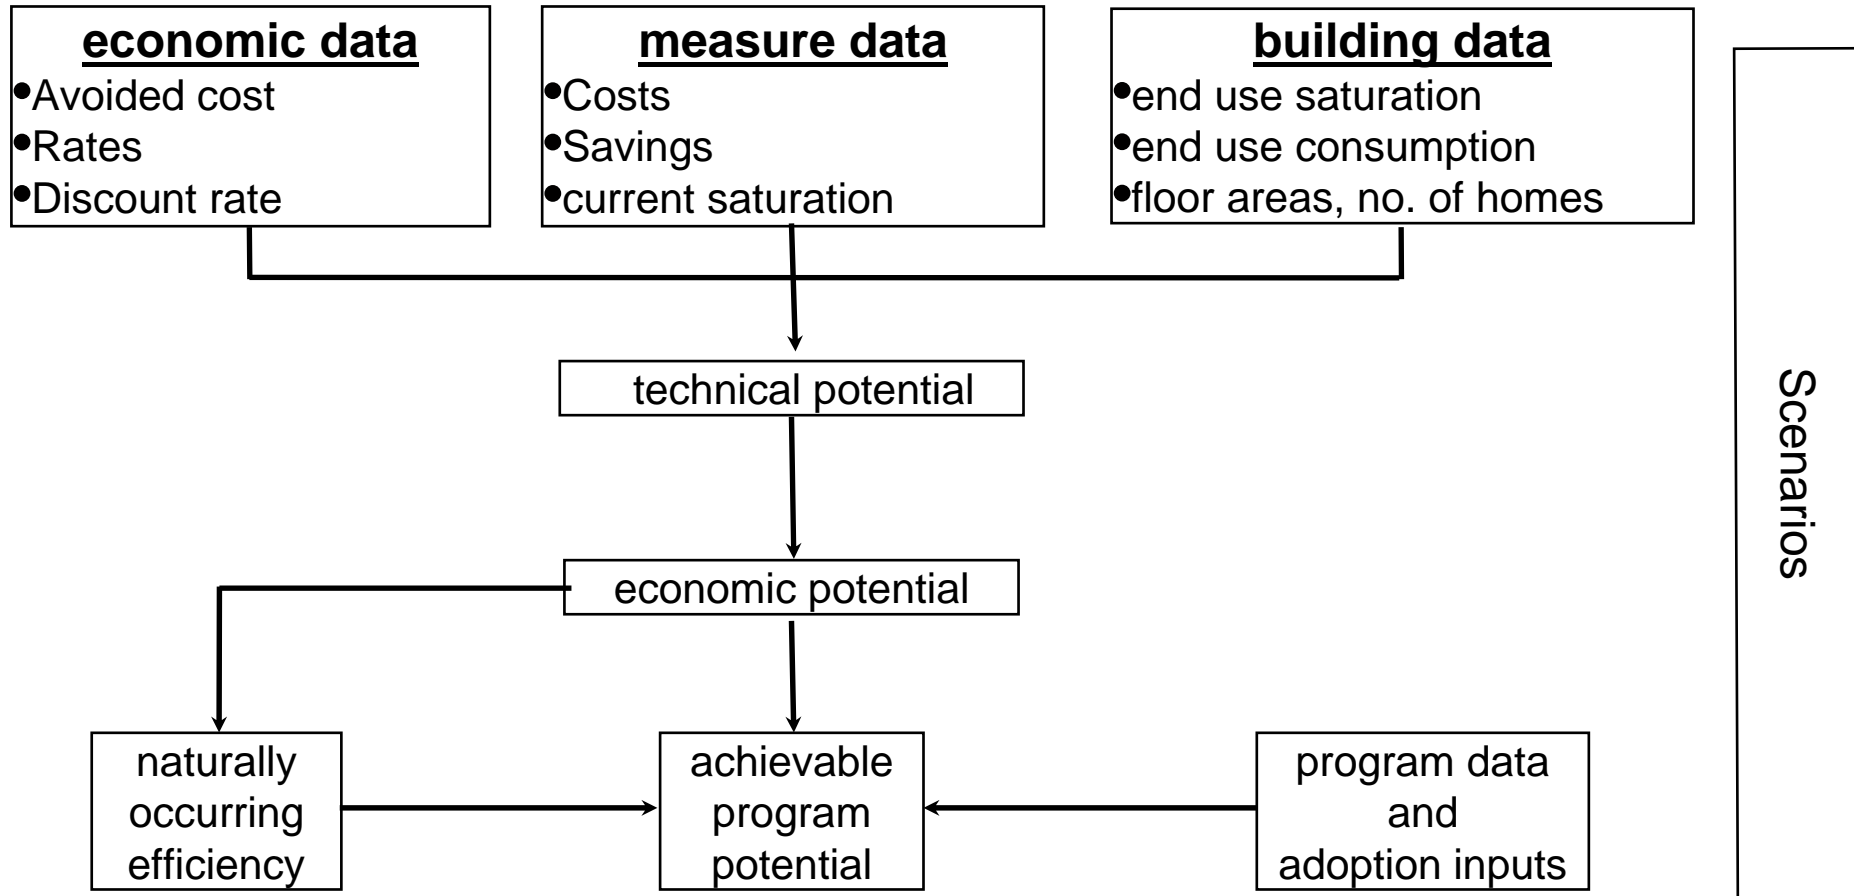 economic data
•Avoided cost
•Rates
•Discount rate
measure data
•Costs
•Savings
•current saturation
building data
•end use saturation
•end use consumption
•floor areas, no. of homes
Scenarios
technical potential
economic potential
naturally
occurring
efficiency
achievable
program
potential
program data
and
adoption inputs